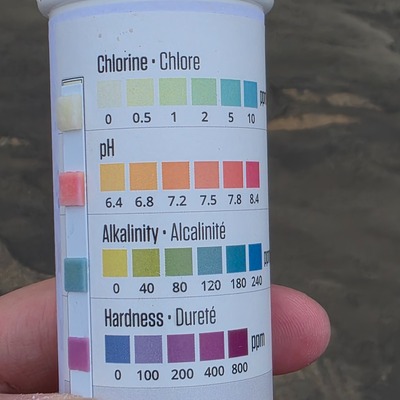 Chlorine • Chlore
ppm
0 0.5 1 2 5 10
pH
6.4 6.8 7.2 7.5 7.8 8.4
Alkalinity • Alcalinité
ppm
0 40 80 120 180 240
Hardness • Dureté
ppm
0 100 200 400 800